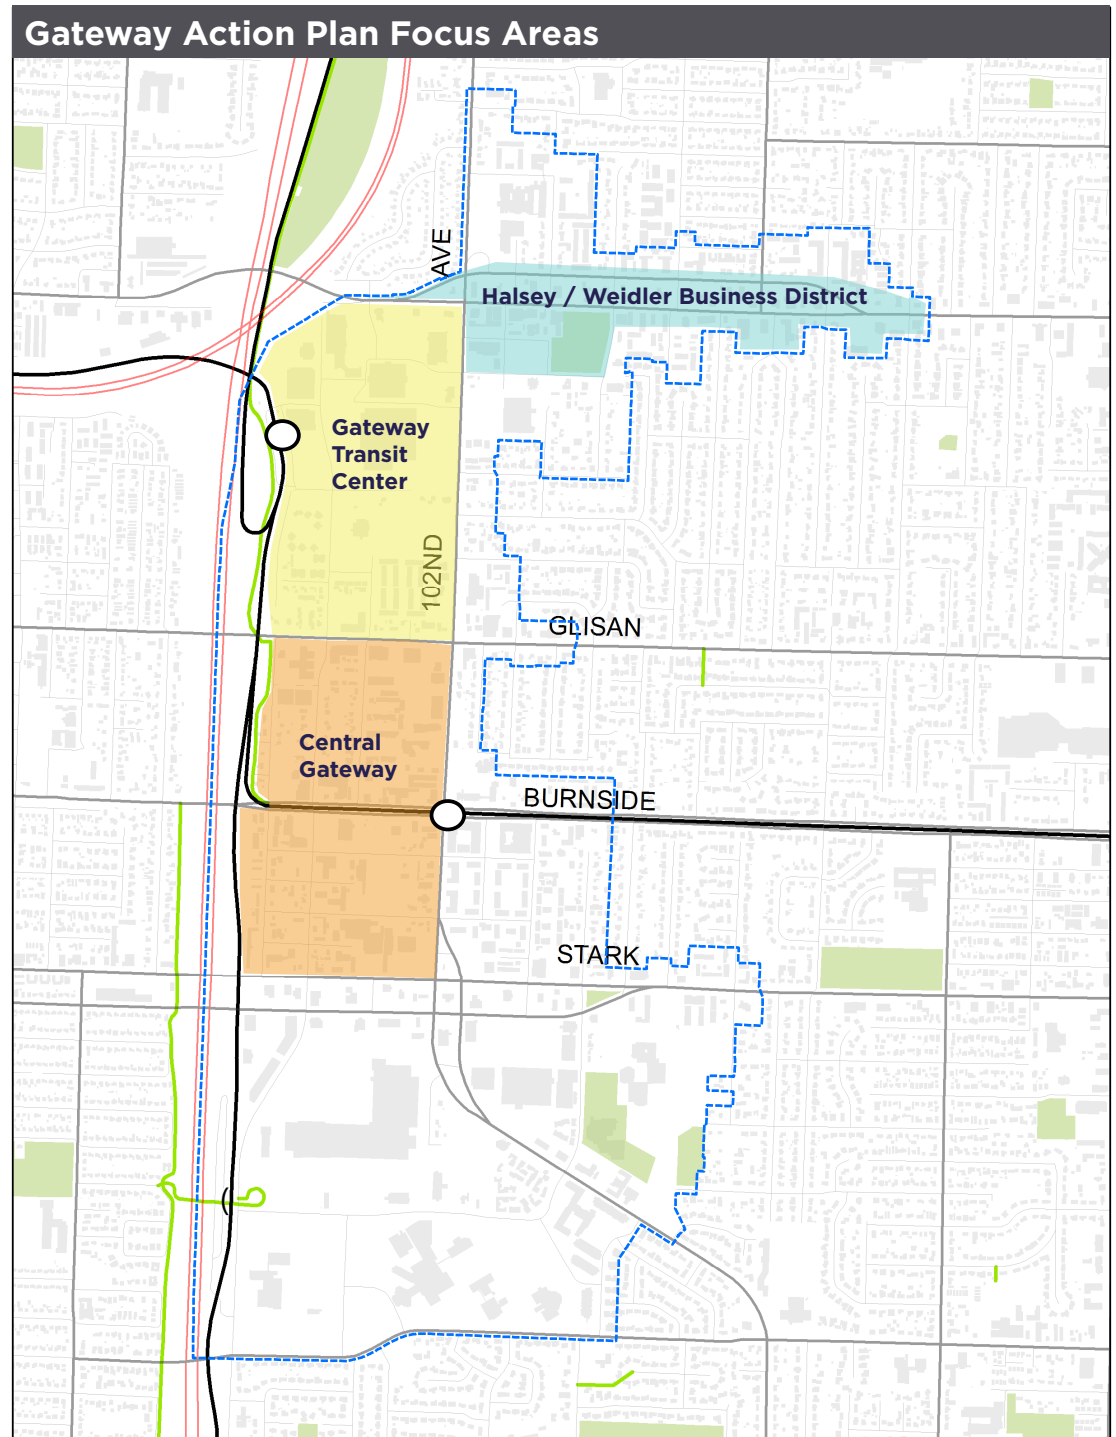 Gateway Action Plan Focus Areas
AVE
Halsey / Weidler Business District
Gateway
Transit
Center
102ND
GLISAN
Central
Gateway
BURNSIDE
STARK